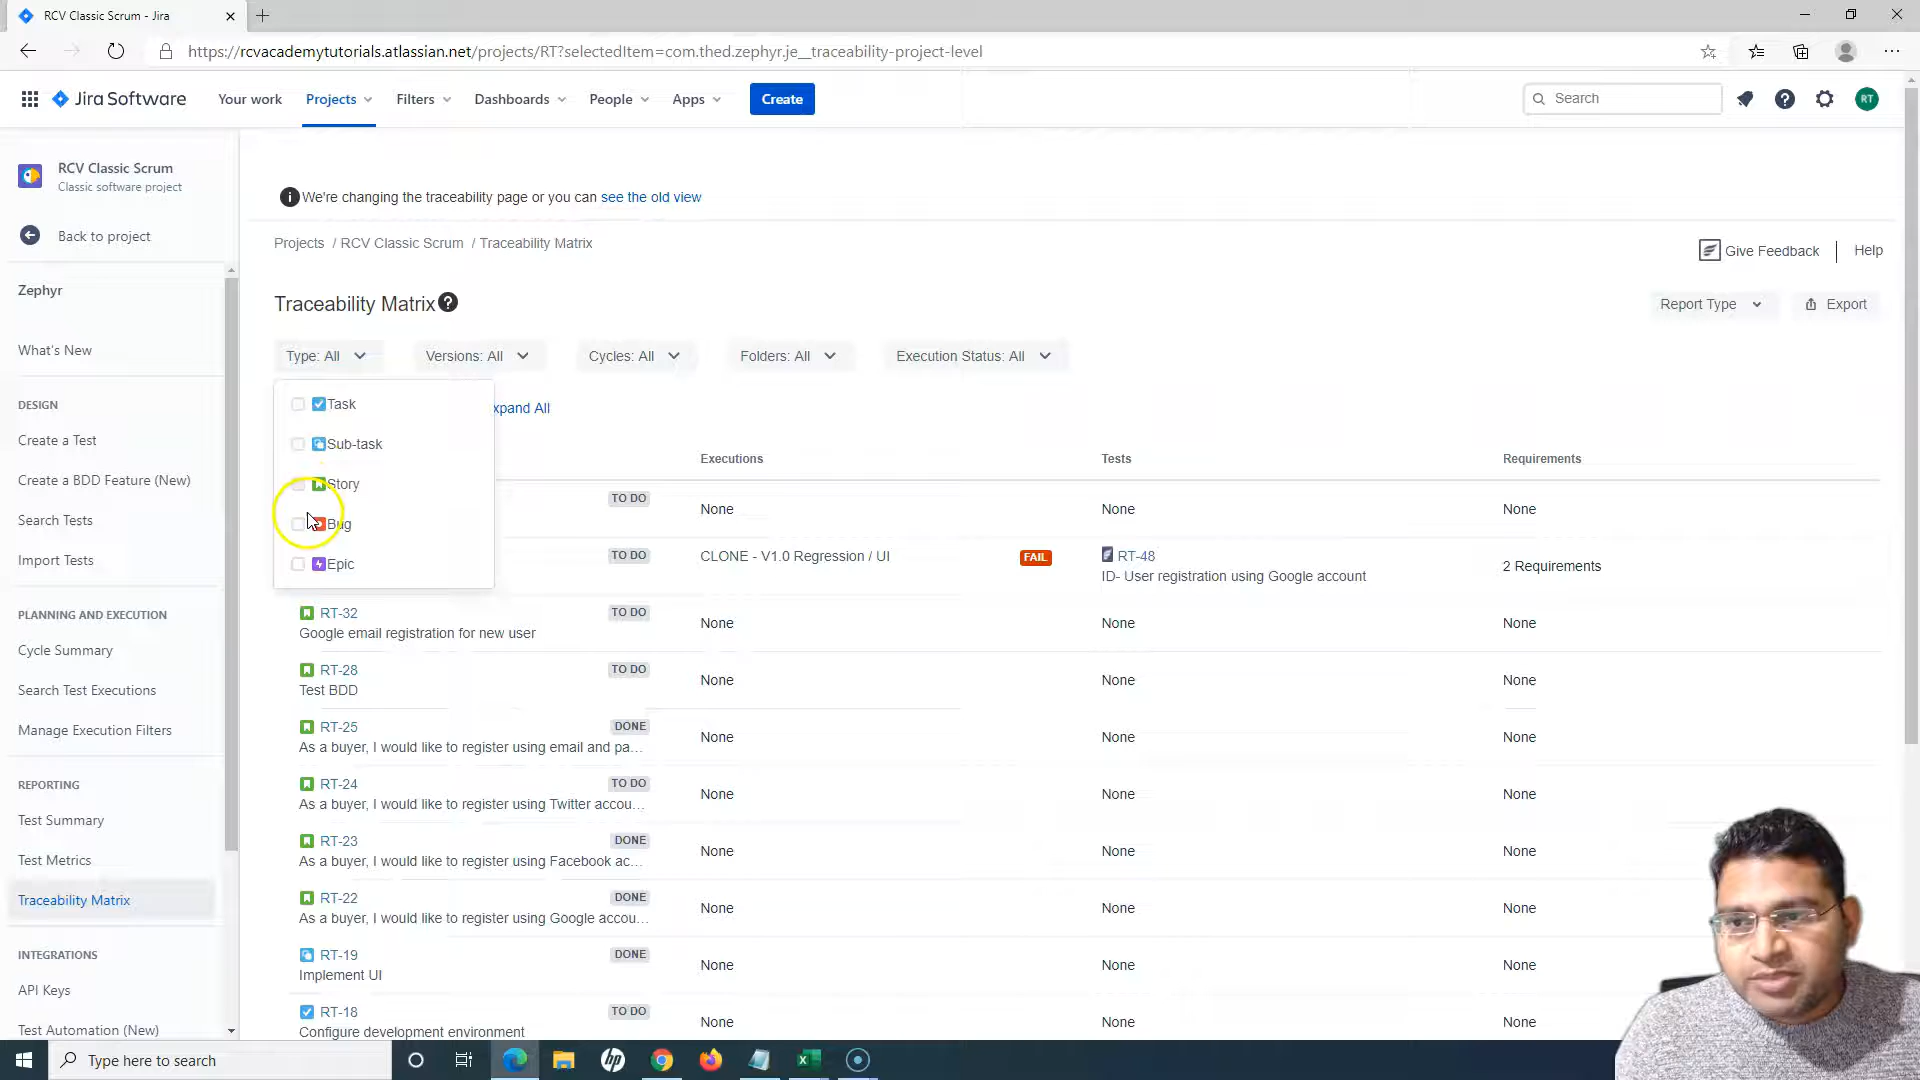 RCV Classic Scrum - Jira
https://rcvacademytutorials.atlassian.net/projects/RT?selectedItem=com.thed.zephyr.je__traceability-project-level
Jira Software
Your work
Projects
Filters
Dashboards
People
Apps
Create
Search
RT
RCV Classic Scrum
Classic software project
Back to project
Zephyr
What's New
DESIGN
Create a Test
Create a BDD Feature (New)
Search Tests
Import Tests
PLANNING AND EXECUTION
Cycle Summary
Search Test Executions
Manage Execution Filters
REPORTING
Test Summary
Test Metrics
Traceability Matrix
INTEGRATIONS
API Keys
Test Automation (New)
We're changing the traceability page or you can see the old view
Projects / RCV Classic Scrum / Traceability Matrix
Give Feedback
Help
Traceability Matrix
Report Type
Export
Type: All
Versions: All
Cycles: All
Folders: All
Execution Status: All
Task
Sub-task
Story
Bug
Epic
xpand All
Executions
Tests
Requirements
TO DO
None
None
None
TO DO
CLONE - V1.0 Regression / UI
FAIL
RT-48
ID- User registration using Google account
2 Requirements
RT-32
TO DO
Google email registration for new user
None
None
None
RT-28
TO DO
Test BDD
None
None
None
RT-25
DONE
As a buyer, I would like to register using email and pa...
None
None
None
RT-24
TO DO
As a buyer, I would like to register using Twitter accou...
None
None
None
RT-23
DONE
As a buyer, I would like to register using Facebook ac...
None
None
None
RT-22
DONE
As a buyer, I would like to register using Google accou...
None
None
None
RT-19
DONE
Implement UI
None
None
None
RT-18
TO DO
Configure development environment
None
None
None
Type here to search